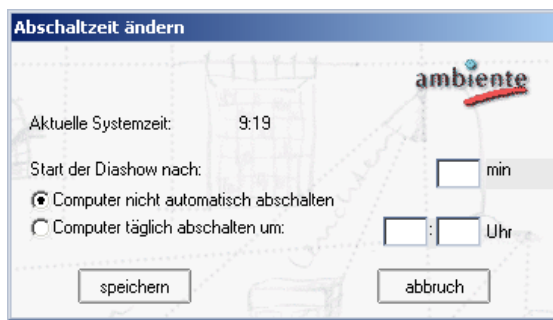 Abschaltzeit ändern
ambiente
Aktuelle Systemzeit: 9:19
Start der Diashow nach: min
Computer nicht automatisch abschalten
Computer täglich abschalten um: : Uhr
speichern abbruch